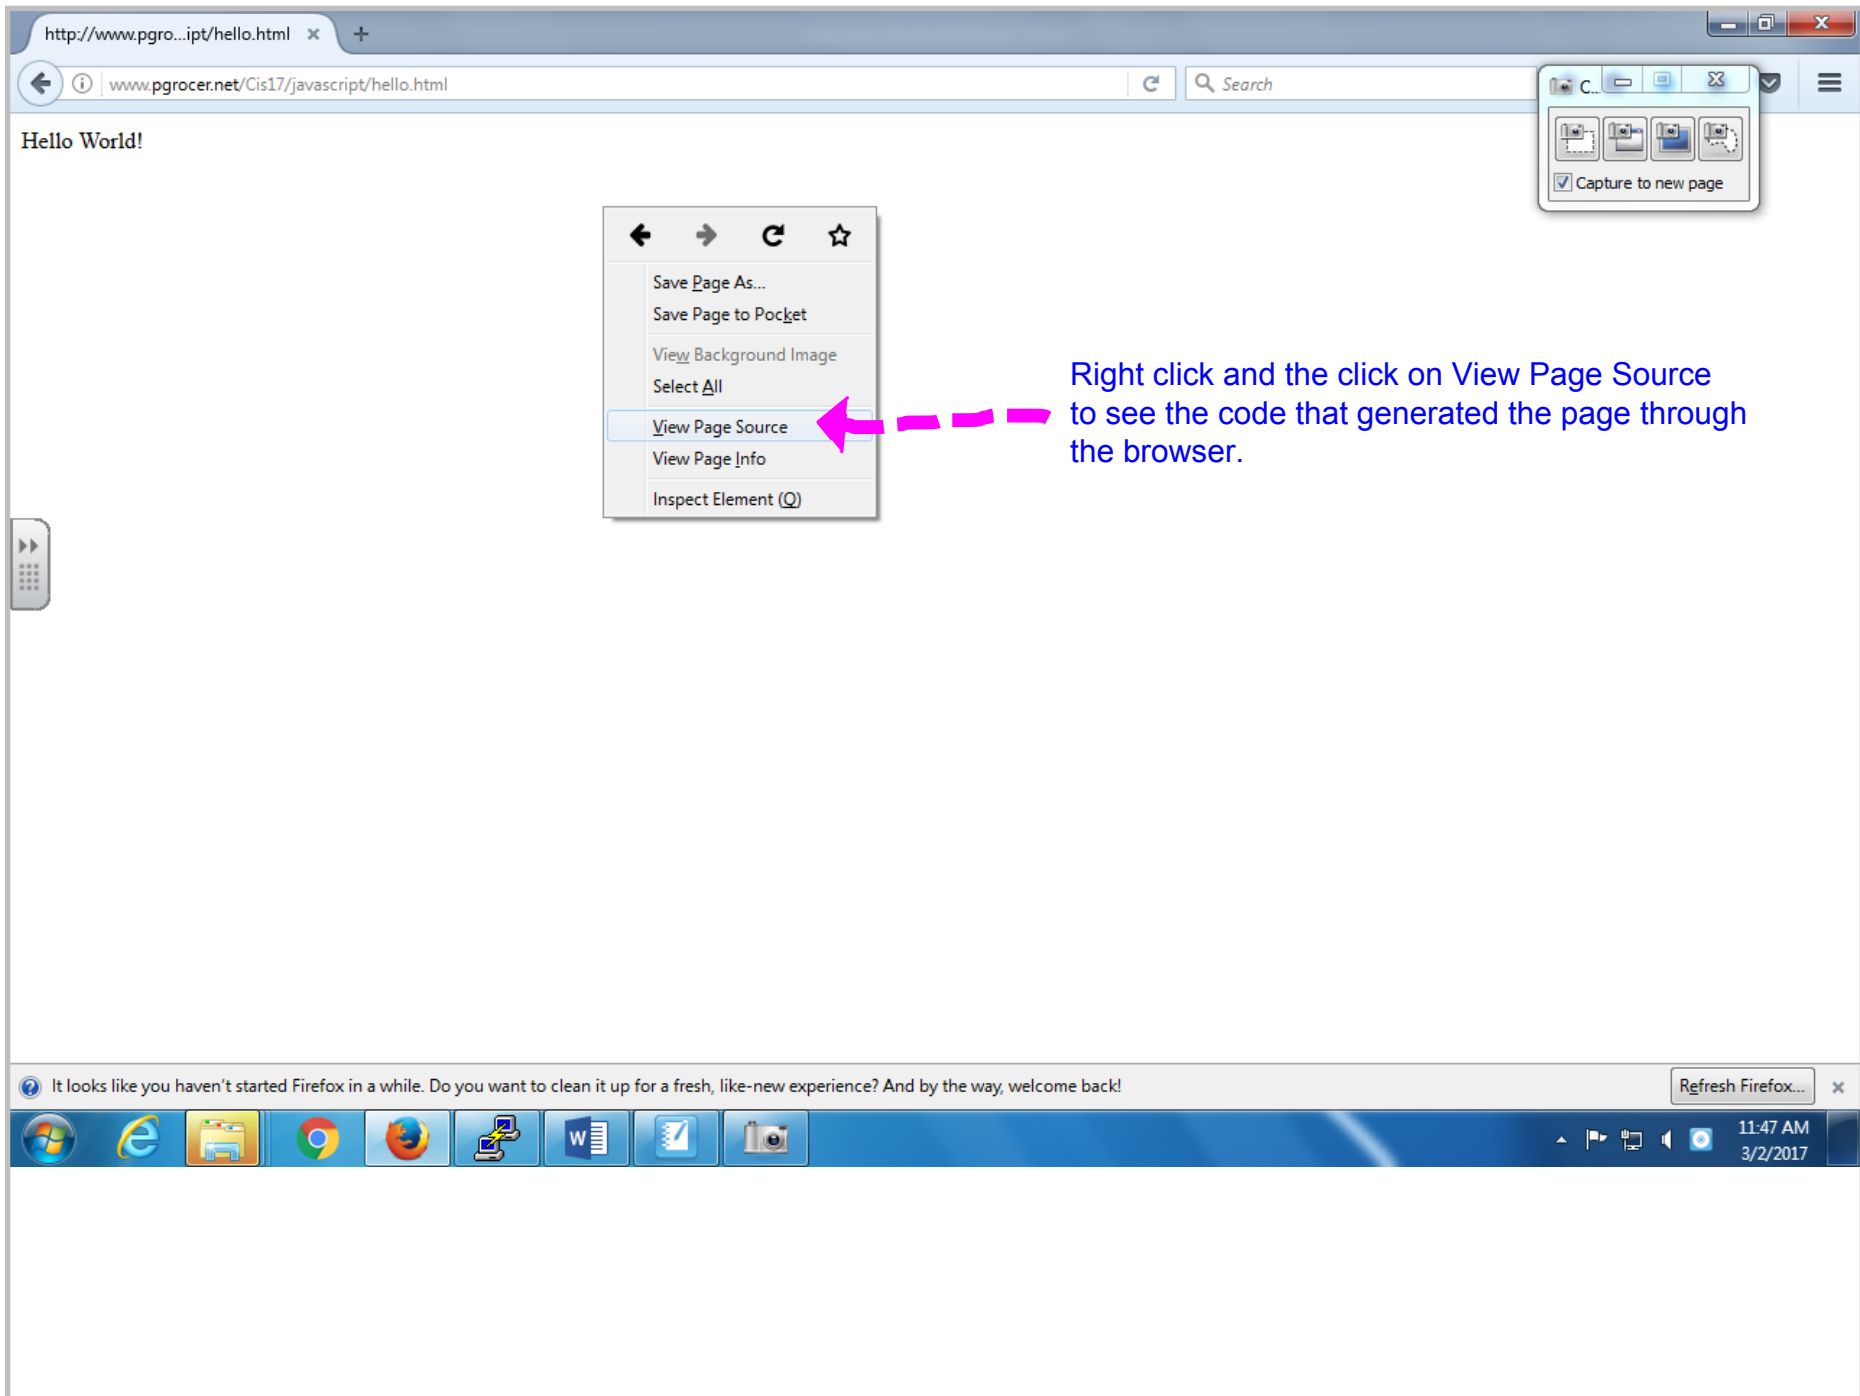 http://www.pgro...ipt/hello.html
www.pgrocer.net/Cis17/javascript/hello.html
Search
C...
Hello World!
Capture to new page
Save Page As...
Save Page to Pocket
View Background Image
Select All
View Page Source
View Page Info
Inspect Element (Q)
Right click and the click on View Page Source
to see the code that generated the page through
the browser.
It looks like you haven't started Firefox in a while. Do you want to clean it up for a fresh, like-new experience? And by the way, welcome back!
Refresh Firefox...
11:47 AM
3/2/2017